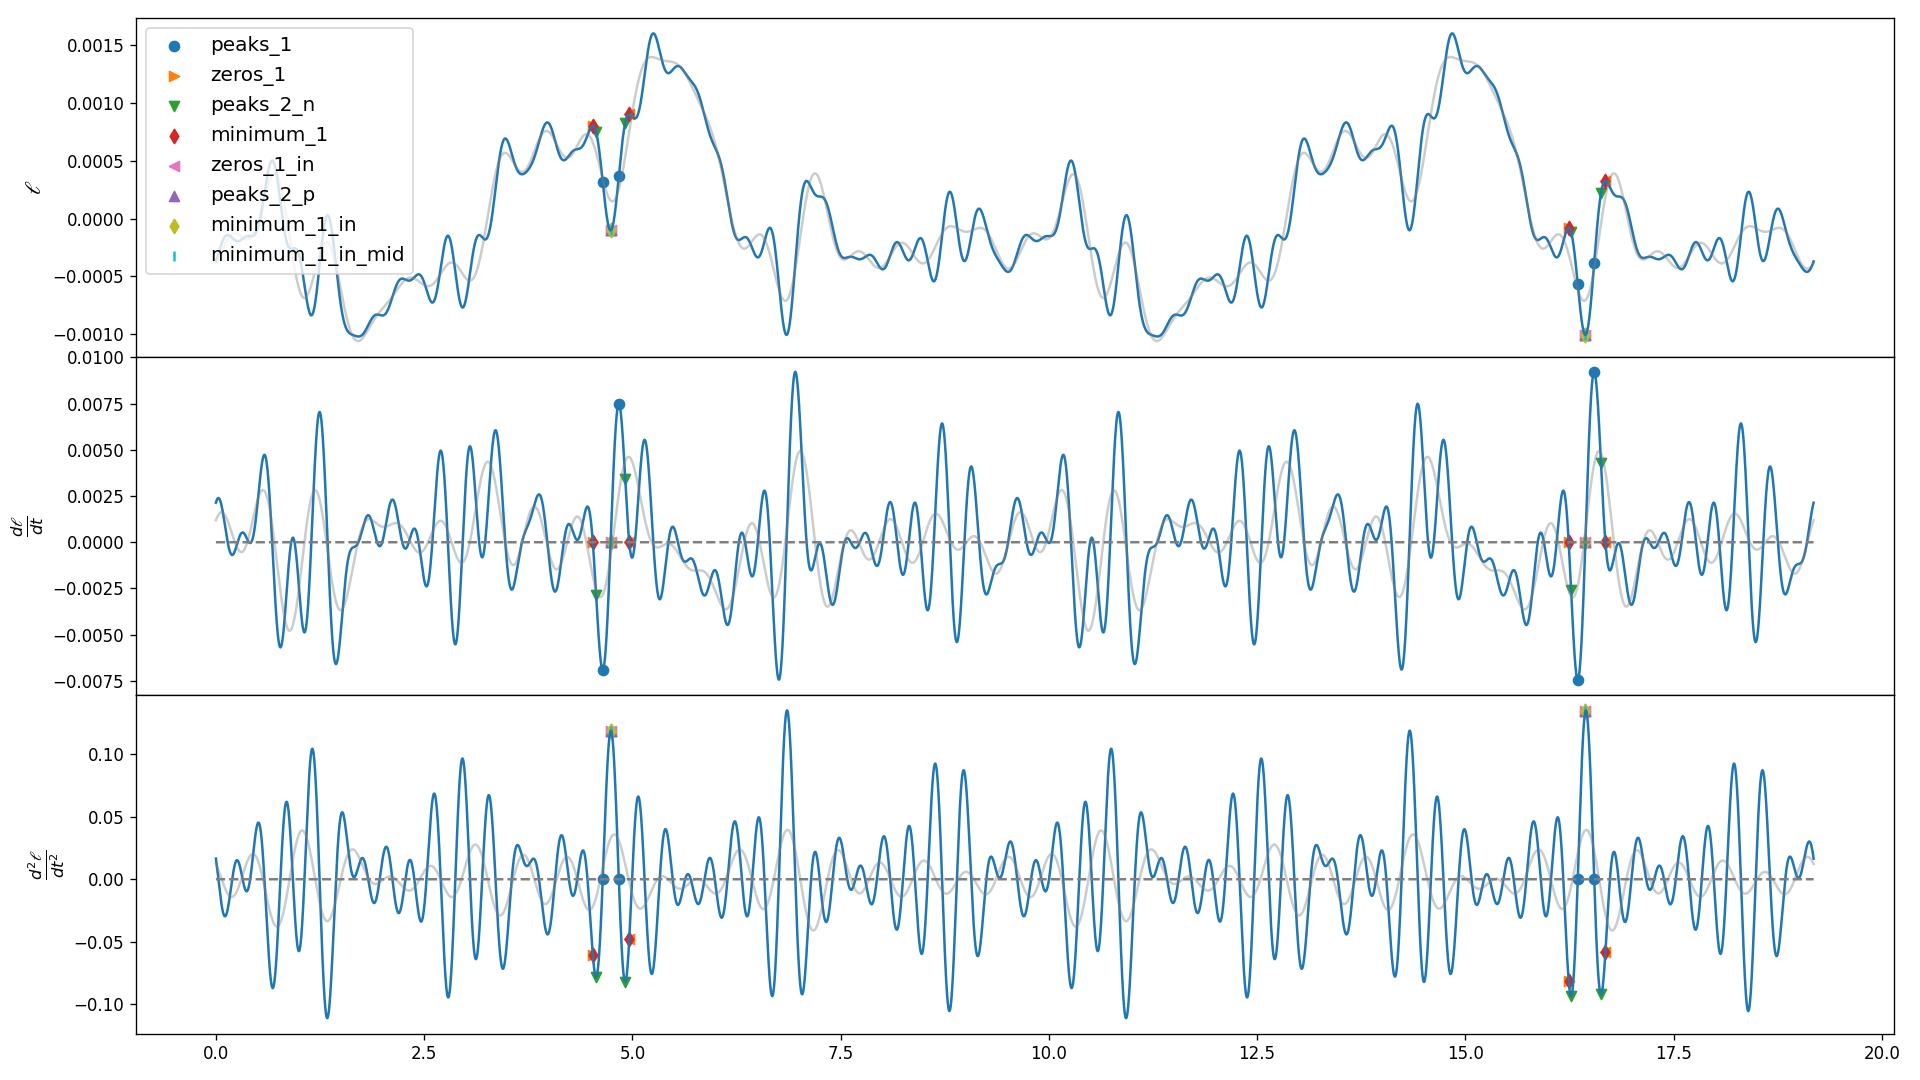 peaks_1
zeros_1
peaks_2_n
minimum_1
zeros_1_in
peaks_2_p
minimum_1_in
minimum_1_in_mid
0.0015
0.0010
0.0005
0.0000
−0.0005
−0.0010
ℓ
0.0100
0.0075
0.0050
0.0025
0.0000
−0.0025
−0.0050
−0.0075
dℓ
dt
0.10
0.05
0.00
−0.05
−0.10
d²ℓ
dt²
0.0 2.5 5.0 7.5 10.0 12.5 15.0 17.5 20.0